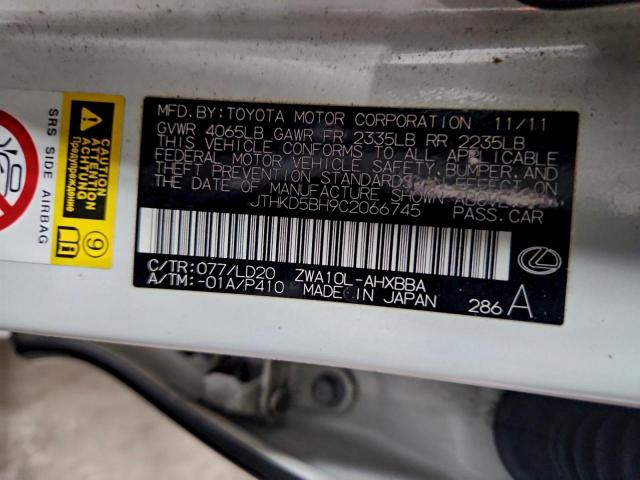 MFD.BY:TOYOTA MOTOR CORPORATION 11/11
GVWR 4065LB GAWR FR 2335LB RR 2235LB
THIS VEHICLE CONFORMS TO ALL APPLICABLE
FEDERAL MOTOR VEHICLE SAFETY,BUMPER,AND
THEFT PREVENTION STANDARDS IN EFFECT ON
THE DATE OF MANUFACTURE SHOWN ABOVE.
JTHKD5BH9C2066745 PASS.CAR
C/TR:077/LD20 ZWA10L-AHXBBA
A/TM:-01A/P410 MADE IN JAPAN
286 A
SRS SIDE AIRBAG
9